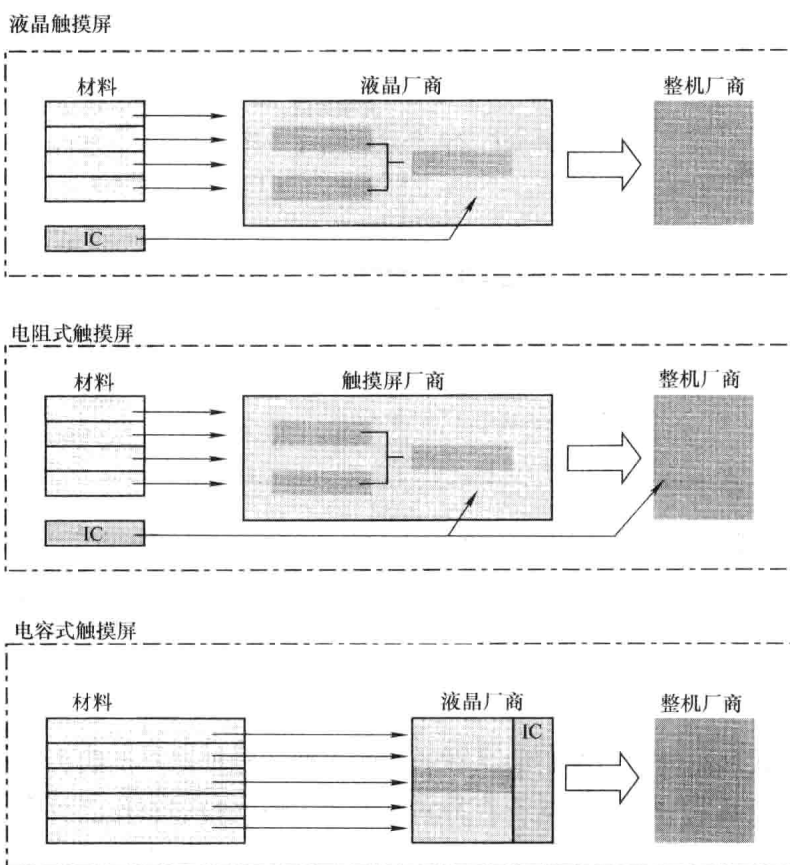 液晶触摸屏
材料 液晶厂商 整机厂商
IC
电阻式触摸屏
材料 触摸屏厂商 整机厂商
IC
电容式触摸屏
材料 液晶厂商 整机厂商
IC